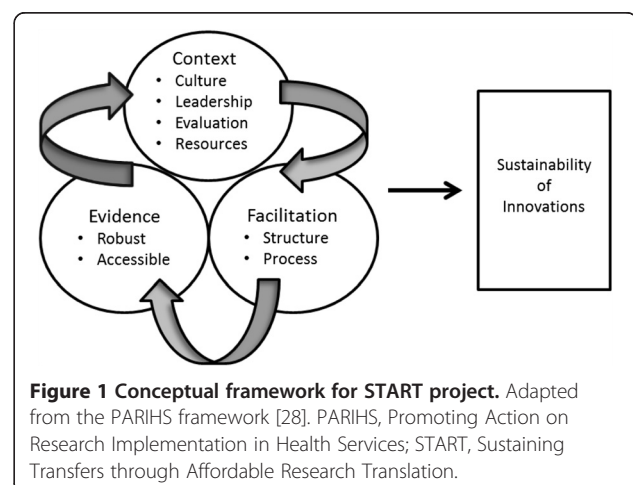 Context
• Culture
• Leadership
• Evaluation
• Resources
Evidence
• Robust
• Accessible
Facilitation
• Structure
• Process
Sustainability
of
Innovations
Figure 1 Conceptual framework for START project. Adapted
from the PARIHS framework [28]. PARIHS, Promoting Action on
Research Implementation in Health Services; START, Sustaining
Transfers through Affordable Research Translation.